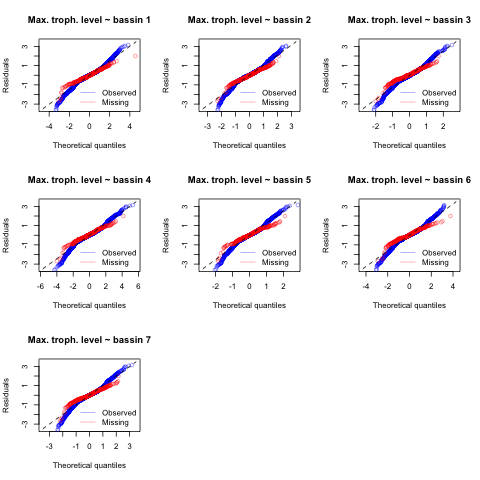 Max. troph. level ~ bassin 1
Residuals
3
1
-1
-3
Observed
Missing
-4 -2 0 2 4
Theoretical quantiles
Max. troph. level ~ bassin 2
Residuals
3
1
-1
-3
Observed
Missing
-3 -1 0 1 2 3
Theoretical quantiles
Max. troph. level ~ bassin 3
Residuals
3
1
-1
-3
Observed
Missing
-2 -1 0 1 2
Theoretical quantiles
Max. troph. level ~ bassin 4
Residuals
3
1
-1
-3
Observed
Missing
-6 -4 -2 0 2 4 6
Theoretical quantiles
Max. troph. level ~ bassin 5
Residuals
3
1
-1
-3
Observed
Missing
-2 -1 0 1 2
Theoretical quantiles
Max. troph. level ~ bassin 6
Residuals
3
1
-1
-3
Observed
Missing
-4 -2 0 2 4
Theoretical quantiles
Max. troph. level ~ bassin 7
Residuals
3
1
-1
-3
Observed
Missing
-3 -1 0 1 2 3
Theoretical quantiles